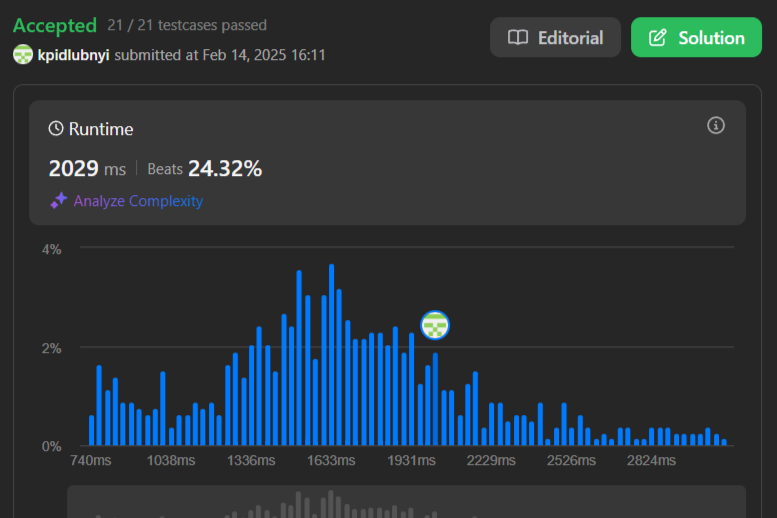 Accepted 21 / 21 testcases passed
kpidlubnyi submitted at Feb 14, 2025 16:11
Editorial
Solution
Runtime
2029 ms Beats 24.32%
Analyze Complexity
4%
2%
0%
740ms 1038ms 1336ms 1633ms 1931ms 2229ms 2526ms 2824ms